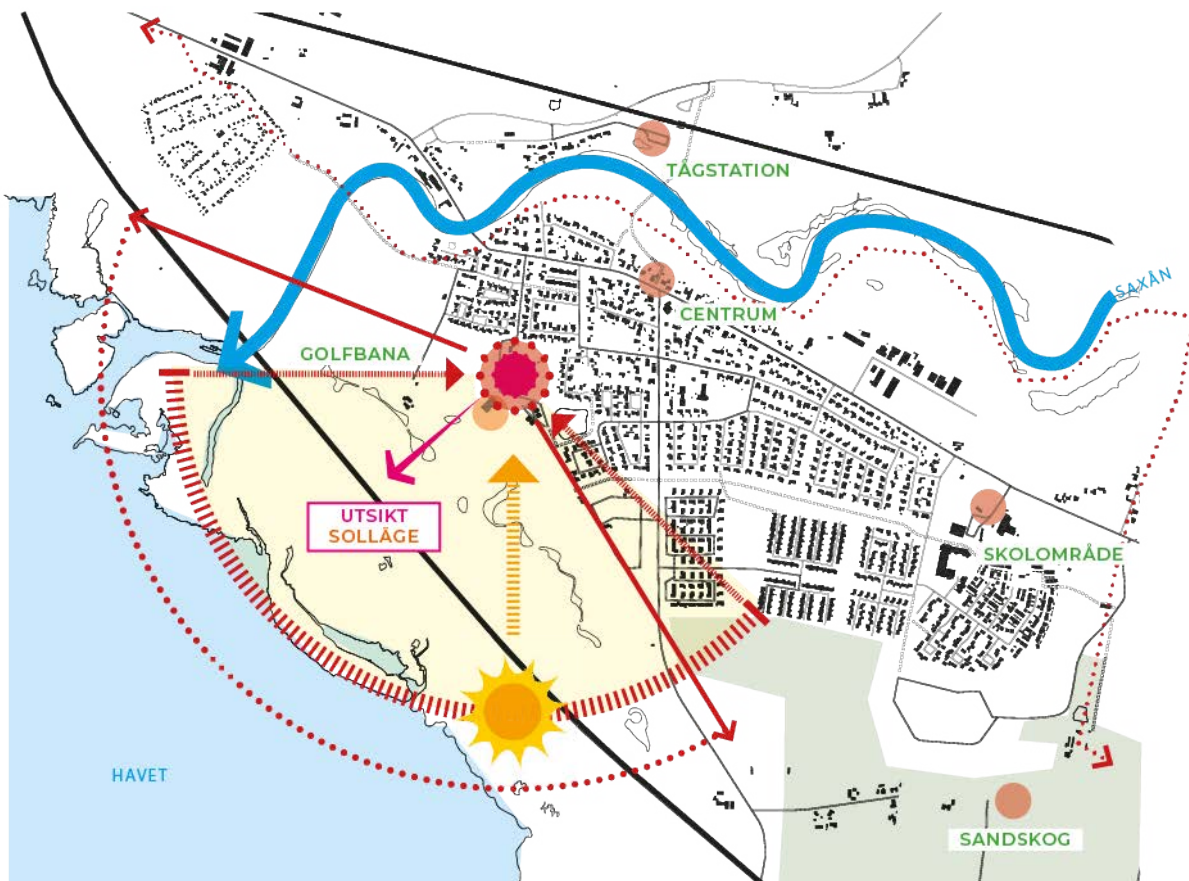 TÅGSTATION
SAXÅN
CENTRUM
GOLFBANA
UTSIKT
SOLLÄGE
SKOLOMRÅDE
HAVET
SANDSKOG